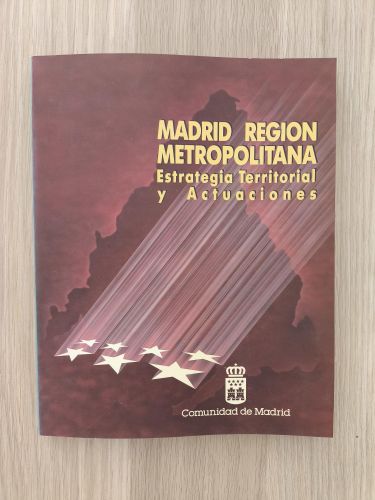 MADRID REGION
METROPOLITANA
Estrategia Territorial
y Actuaciones
Comunidad de Madrid